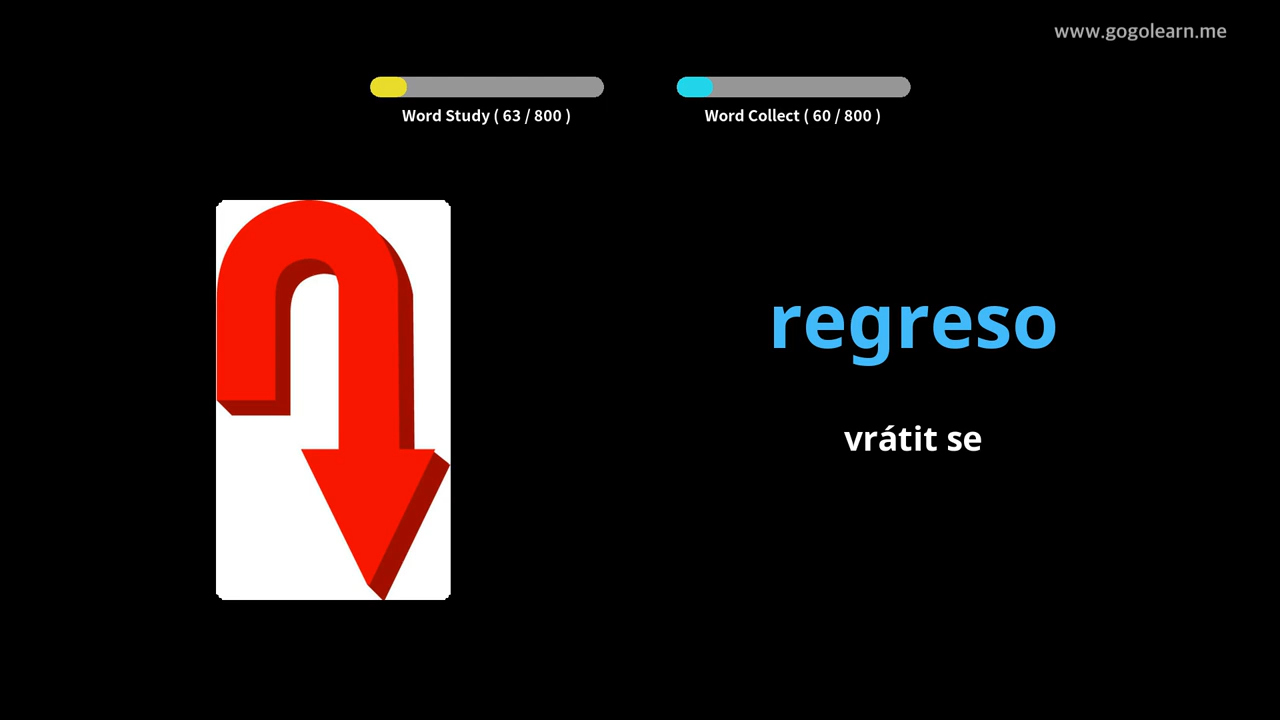 www.gogolearn.me
Word Study ( 63 / 800 )
Word Collect ( 60 / 800 )
regreso
vrátit se